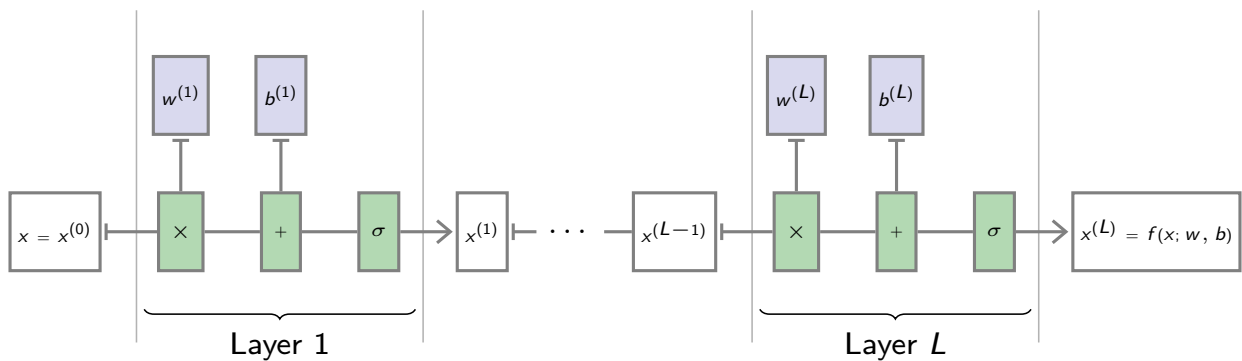 w^(1) b^(1) w^(L) b^(L)
x = x^(0) × + σ x^(1) · · · x^(L−1) × + σ x^(L) = f(x; w, b)
Layer 1 Layer L